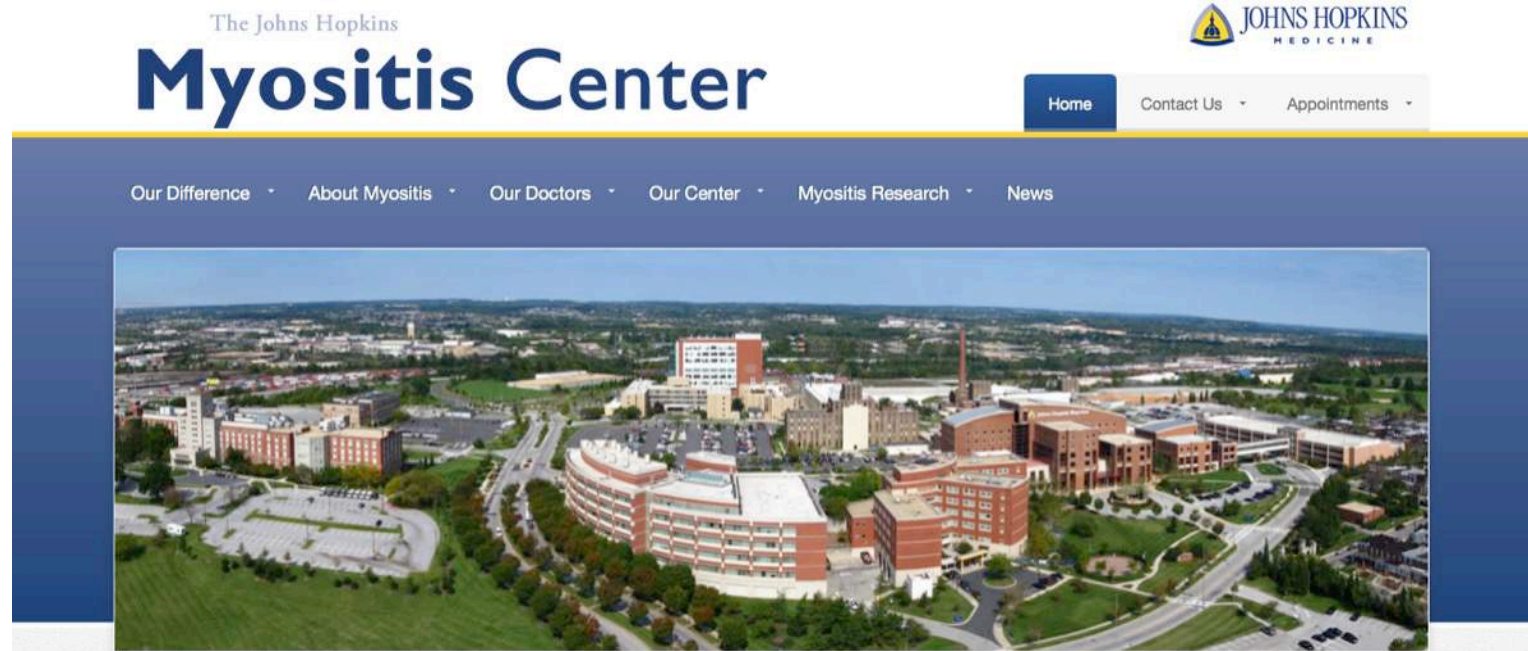 The Johns Hopkins
Myositis Center
JOHNS HOPKINS
MEDICINE
Home Contact Us Appointments
Our Difference About Myositis Our Doctors Our Center Myositis Research News